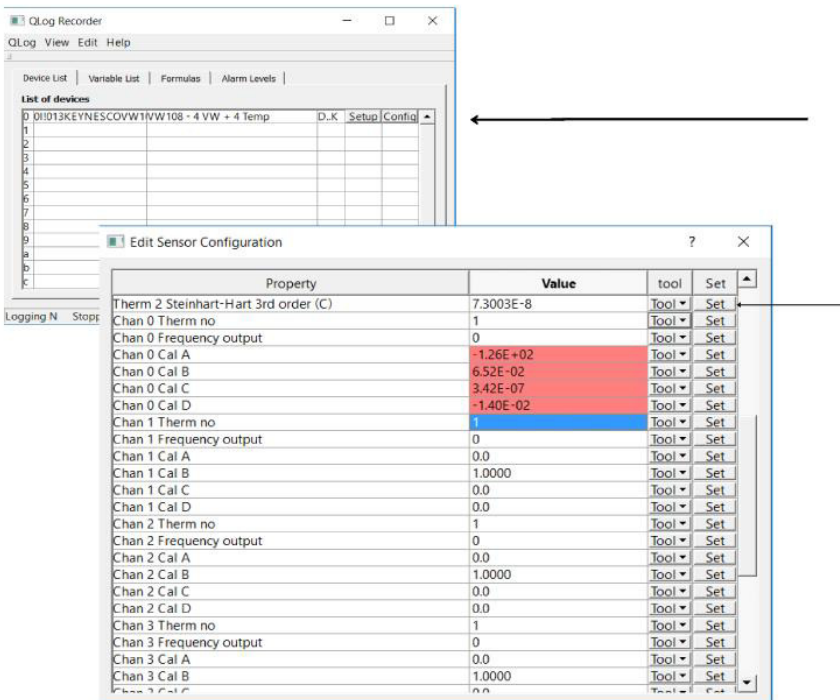 QLog Recorder
QLog View Edit Help
Device List Variable List Formulas Alarm Levels
List of devices
0 0I!013KEYNESCOVW1 VW108 - 4 VW + 4 Temp D..K Setup Config
1
2
3
4
5
6
7
8
9
a
b
c
Logging N Stopp
Edit Sensor Configuration ?
Property Value tool Set
Therm 2 Steinhart-Hart 3rd order (C) 7.3003E-8 Tool Set
Chan 0 Therm no 1 Tool Set
Chan 0 Frequency output 0 Tool Set
Chan 0 Cal A -1.26E+02 Tool Set
Chan 0 Cal B 6.52E-02 Tool Set
Chan 0 Cal C 3.42E-07 Tool Set
Chan 0 Cal D -1.40E-02 Tool Set
Chan 1 Therm no 1 Tool Set
Chan 1 Frequency output 0 Tool Set
Chan 1 Cal A 0.0 Tool Set
Chan 1 Cal B 1.0000 Tool Set
Chan 1 Cal C 0.0 Tool Set
Chan 1 Cal D 0.0 Tool Set
Chan 2 Therm no 1 Tool Set
Chan 2 Frequency output 0 Tool Set
Chan 2 Cal A 0.0 Tool Set
Chan 2 Cal B 1.0000 Tool Set
Chan 2 Cal C 0.0 Tool Set
Chan 2 Cal D 0.0 Tool Set
Chan 3 Therm no 1 Tool Set
Chan 3 Frequency output 0 Tool Set
Chan 3 Cal A 0.0 Tool Set
Chan 3 Cal B 1.0000 Tool Set